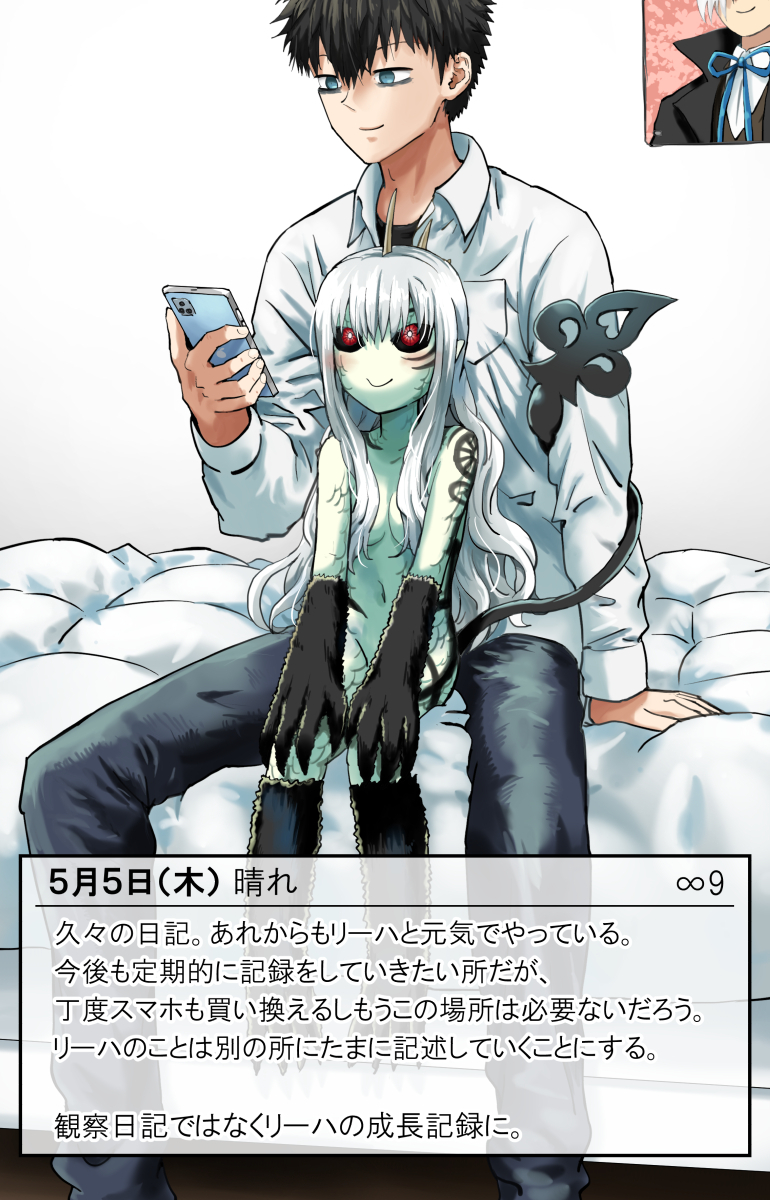 5月5日(木) 晴れ ∞9
久々の日記。あれからもリーハと元気でやっている。
今後も定期的に記録をしていきたい所だが、
丁度スマホも買い換えるしもうこの場所は必要ないだろう。
リーハのことは別の所にたまに記述していくことにする。
観察日記ではなくリーハの成長記録に。